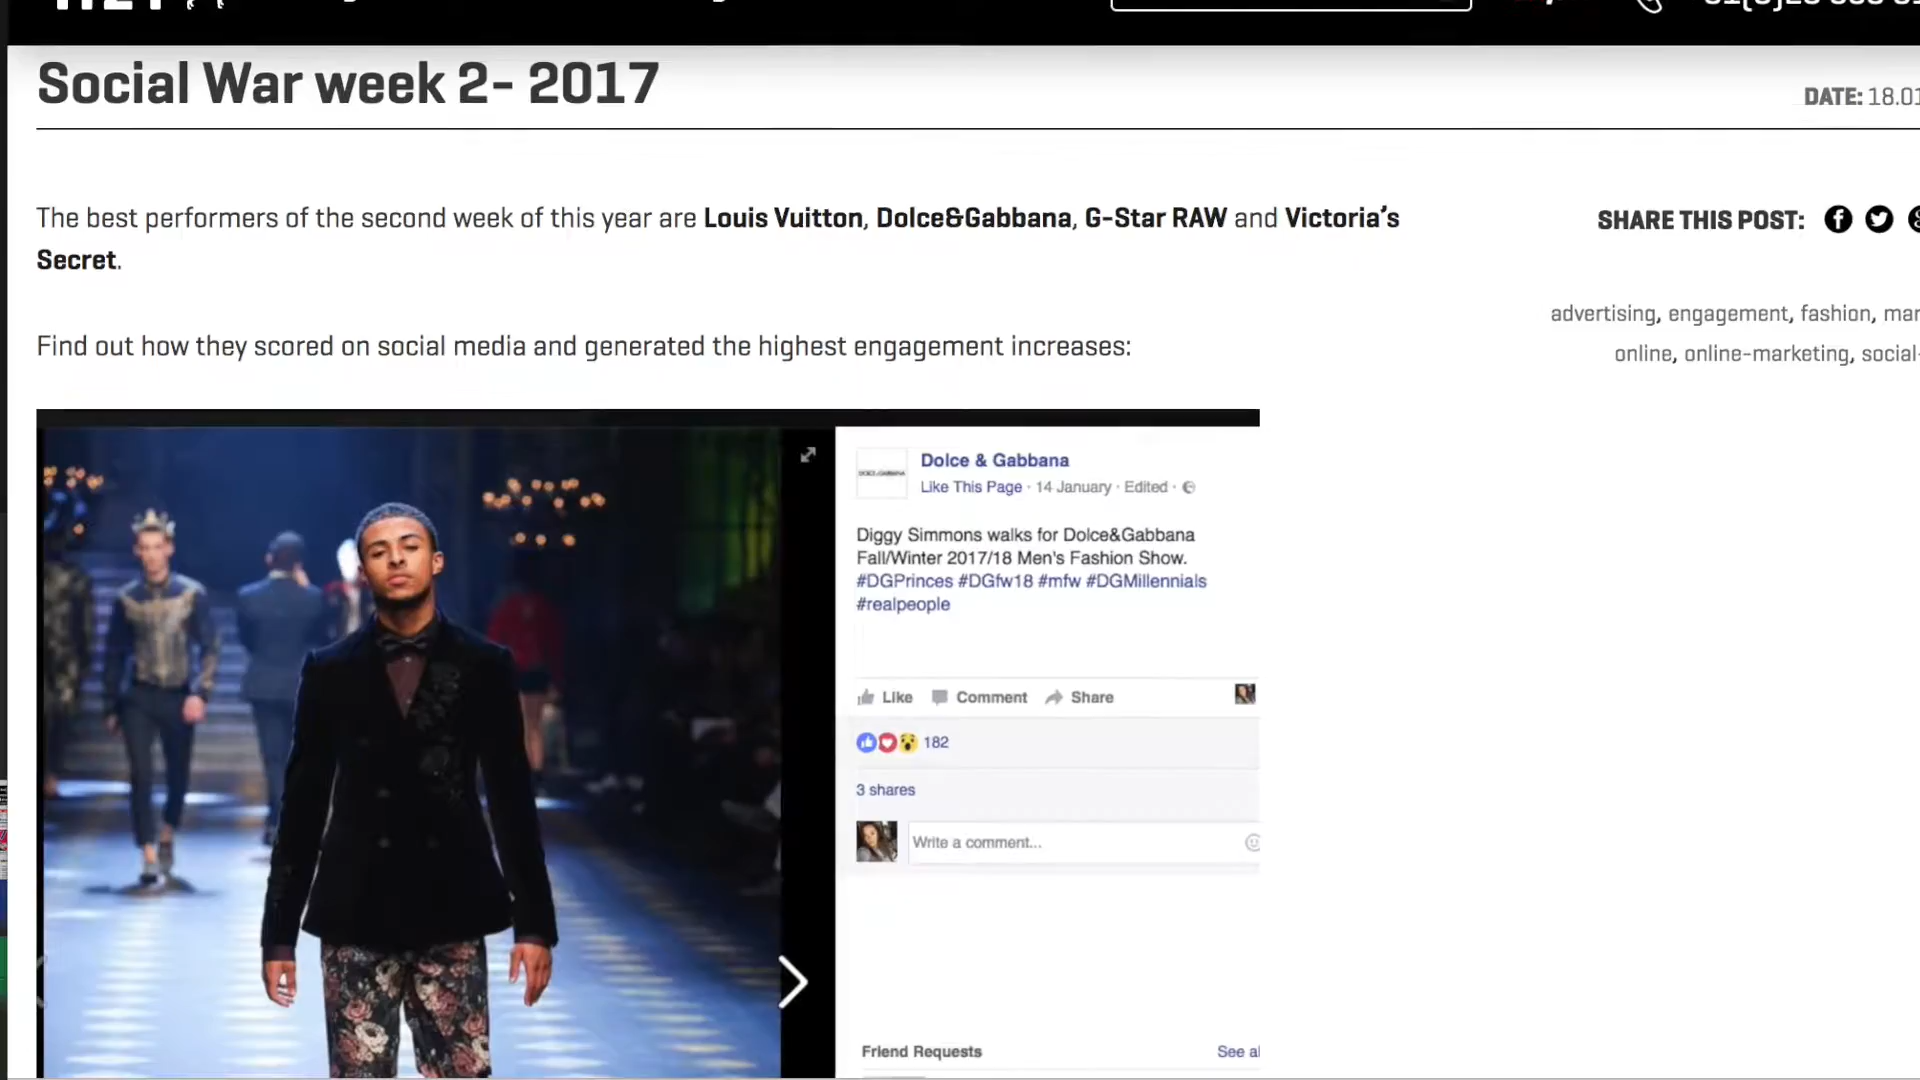 Social War week 2- 2017
DATE: 18.01
The best performers of the second week of this year are Louis Vuitton, Dolce&Gabbana, G-Star RAW and Victoria's
Secret.
SHARE THIS POST:
Find out how they scored on social media and generated the highest engagement increases:
advertising, engagement, fashion, mar
online, online-marketing, social-
Dolce & Gabbana
Like This Page · 14 January · Edited ·
Diggy Simmons walks for Dolce&Gabbana
Fall/Winter 2017/18 Men's Fashion Show.
#DGPrinces #DGfw18 #mfw #DGMillennials
#realpeople
Like Comment Share
182
3 shares
Write a comment...
Friend Requests
See al